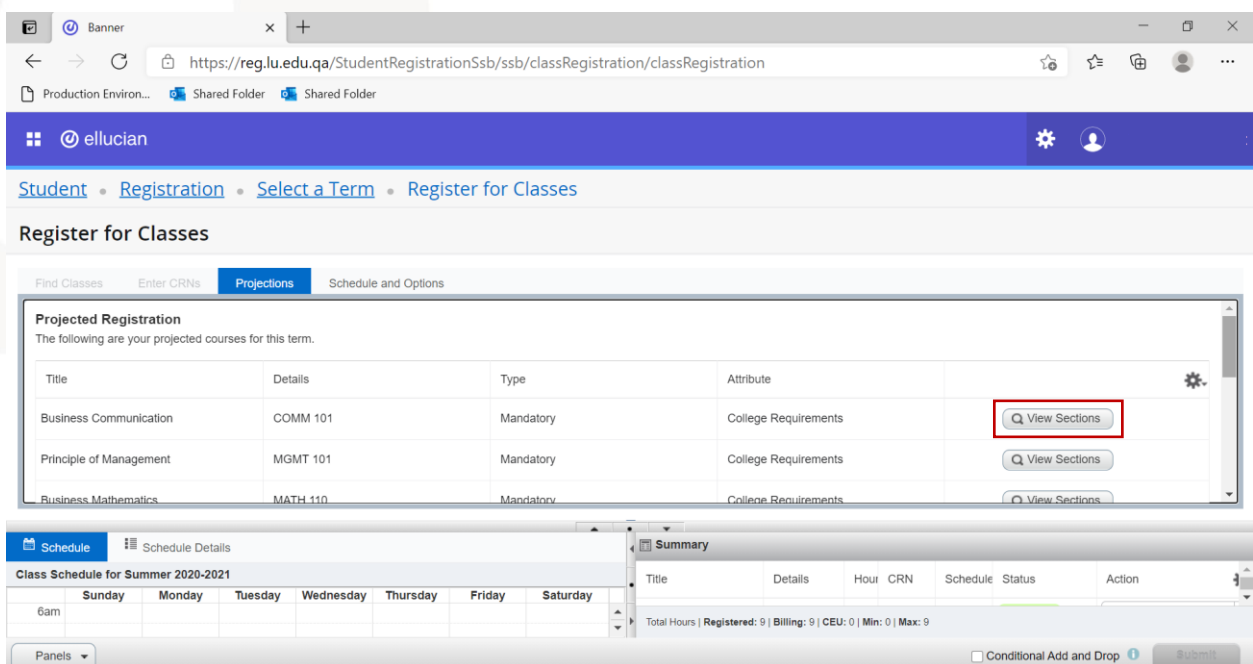 Banner
https://reg.lu.edu.qa/StudentRegistrationSsb/ssb/classRegistration/classRegistration
Production Environ... Shared Folder Shared Folder
ellucian
Student • Registration • Select a Term • Register for Classes
Register for Classes
Find Classes Enter CRNs Projections Schedule and Options
Projected Registration
The following are your projected courses for this term.
Title Details Type Attribute
Business Communication COMM 101 Mandatory College Requirements View Sections
Principle of Management MGMT 101 Mandatory College Requirements View Sections
Business Mathematics MATH 110 Mandatory College Requirements View Sections
Schedule Schedule Details
Class Schedule for Summer 2020-2021
Sunday Monday Tuesday Wednesday Thursday Friday Saturday
6am
Summary
Title Details Hour CRN Schedule Status Action
Total Hours | Registered: 9 | Billing: 9 | CEU: 0 | Min: 0 | Max: 9
Panels Conditional Add and Drop Submit